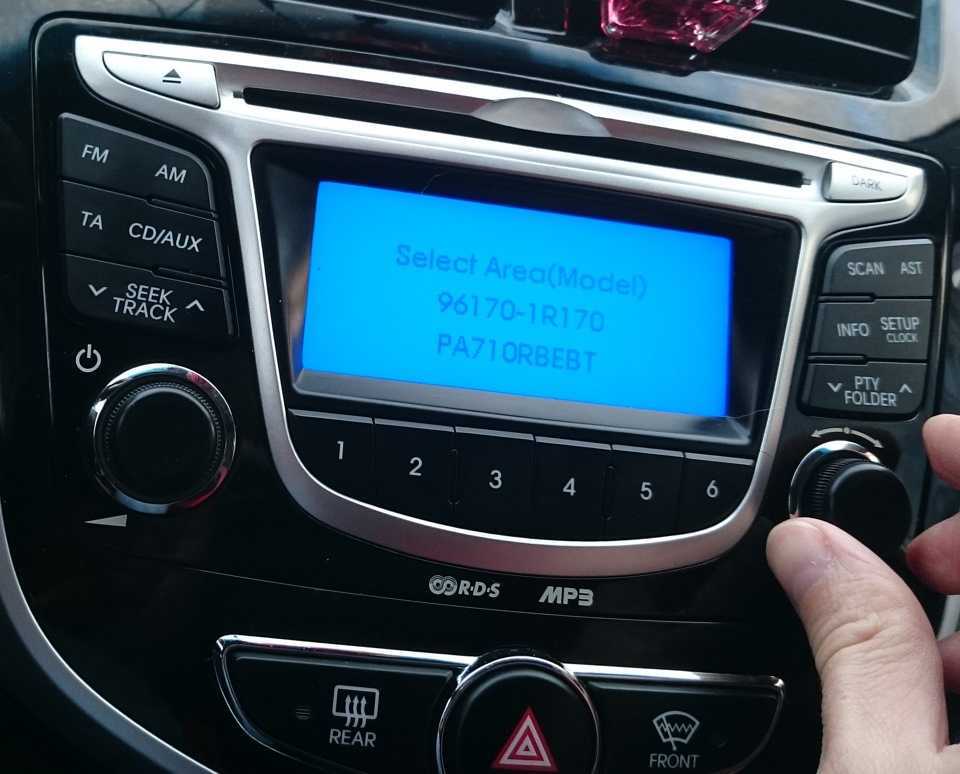 DARK
FM
AM
TA
CD/AUX
SEEK
TRACK
Select Area(Model)
96170-1R170
PA710RBEBT
SCAN AST
INFO
SETUP
CLOCK
PTY
FOLDER
1 2 3 4 5 6
R·D·S MP3
REAR
FRONT